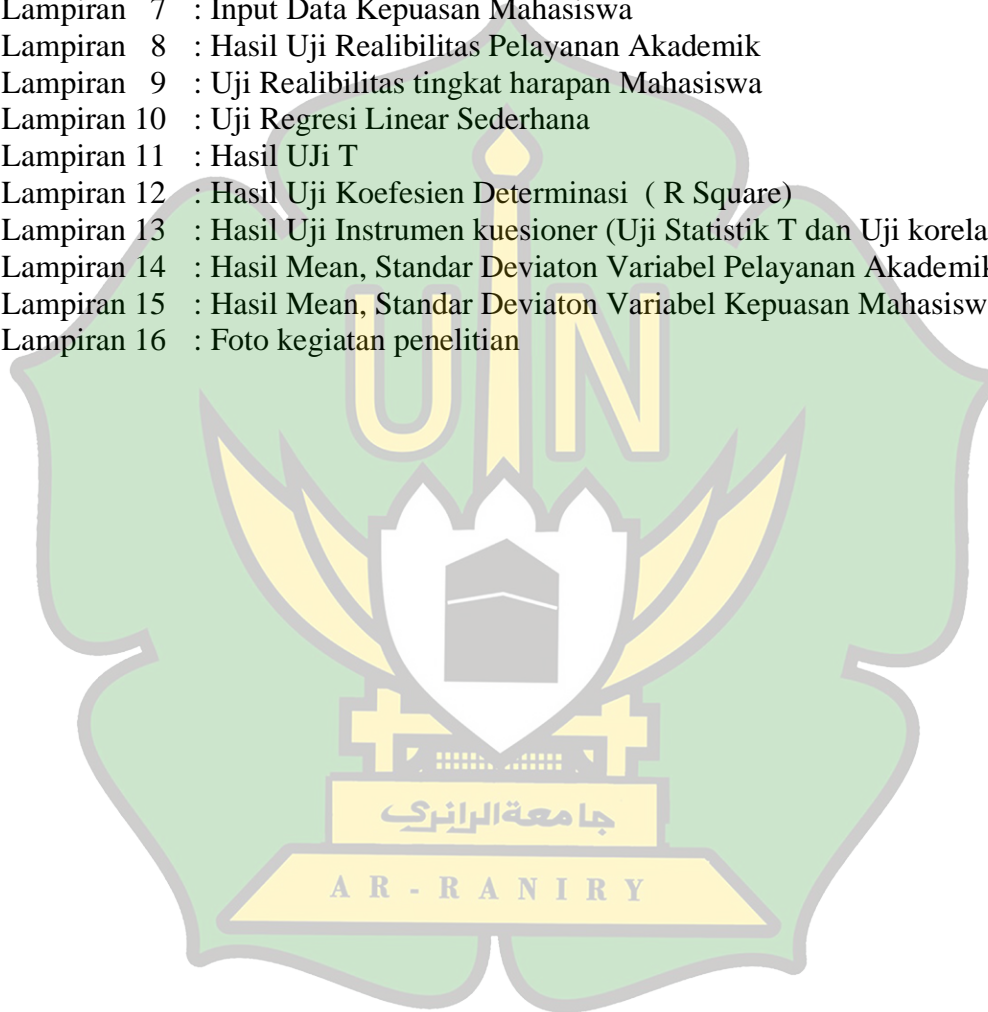 Lampiran 7 : Input Data Kepuasan Mahasiswa
Lampiran 8 : Hasil Uji Realibilitas Pelayanan Akademik
Lampiran 9 : Uji Realibilitas tingkat harapan Mahasiswa
Lampiran 10 : Uji Regresi Linear Sederhana
Lampiran 11 : Hasil UJi T
Lampiran 12 : Hasil Uji Koefesien Determinasi ( R Square)
Lampiran 13 : Hasil Uji Instrumen kuesioner (Uji Statistik T dan Uji korela
Lampiran 14 : Hasil Mean, Standar Deviaton Variabel Pelayanan Akademik
Lampiran 15 : Hasil Mean, Standar Deviaton Variabel Kepuasan Mahasisw
Lampiran 16 : Foto kegiatan penelitian
UIN
جامعة الرانري
AR-RANIRY